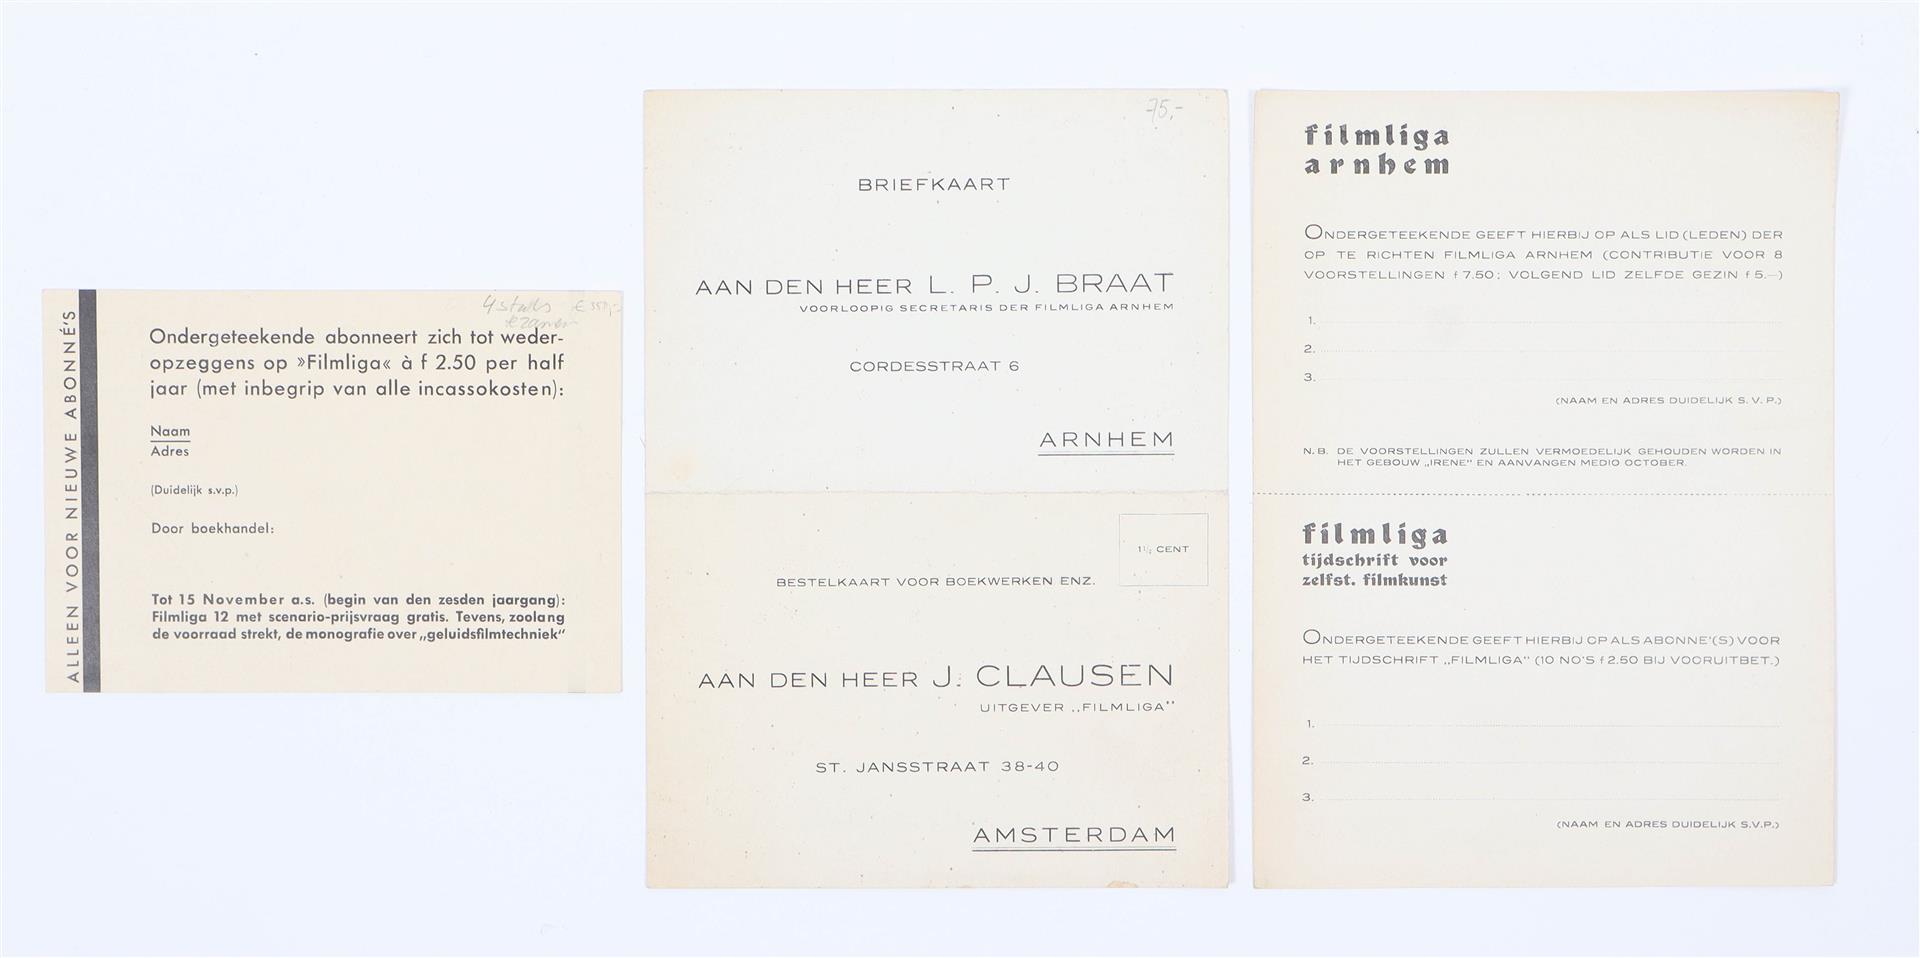 ALLEEN VOOR NIEUWE ABONNÉ'S
4 stuks € 350,-
Ondergeteekende abonneert zich tot weder-
opzeggens op »Filmliga« à f 2.50 per half
jaar (met inbegrip van alle incassokosten):
Naam
Adres
(Duidelijk s.v.p.)
Door boekhandel:
Tot 15 November a.s. (begin van den zesden jaargang):
Filmliga 12 met scenario-prijsvraag gratis. Tevens, zoolang
de voorraad strekt, de monografie over „geluidsfilmtechniek”
75,-
BRIEFKAART
AAN DEN HEER L. P. J. BRAAT
VOORLOOPIG SECRETARIS DER FILMLIGA ARNHEM
CORDESSTRAAT 6
ARNHEM
1½ CENT
BESTELKAART VOOR BOEKWERKEN ENZ.
AAN DEN HEER J. CLAUSEN
UITGEVER „FILMLIGA”
ST. JANSSTRAAT 38-40
AMSTERDAM
filmliga
arnhem
ONDERGETEEKENDE GEEFT HIERBIJ OP ALS LID (LEDEN) DER
OP TE RICHTEN FILMLIGA ARNHEM (CONTRIBUTIE VOOR 8
VOORSTELLINGEN f 7.50; VOLGEND LID ZELFDE GEZIN f 5.—)
1.
2.
3.
(NAAM EN ADRES DUIDELIJK S. V. P.)
N. B. DE VOORSTELLINGEN ZULLEN VERMOEDELIJK GEHOUDEN WORDEN IN
HET GEBOUW „IRENE” EN AANVANGEN MEDIO OCTOBER.
filmliga
tijdschrift voor
zelfst. filmkunst
ONDERGETEEKENDE GEEFT HIERBIJ OP ALS ABONNE'(S) VOOR
HET TIJDSCHRIFT „FILMLIGA” (10 NO'S f 2.50 BIJ VOORUITBET.)
1.
2.
3.
(NAAM EN ADRES DUIDELIJK S.V.P.)